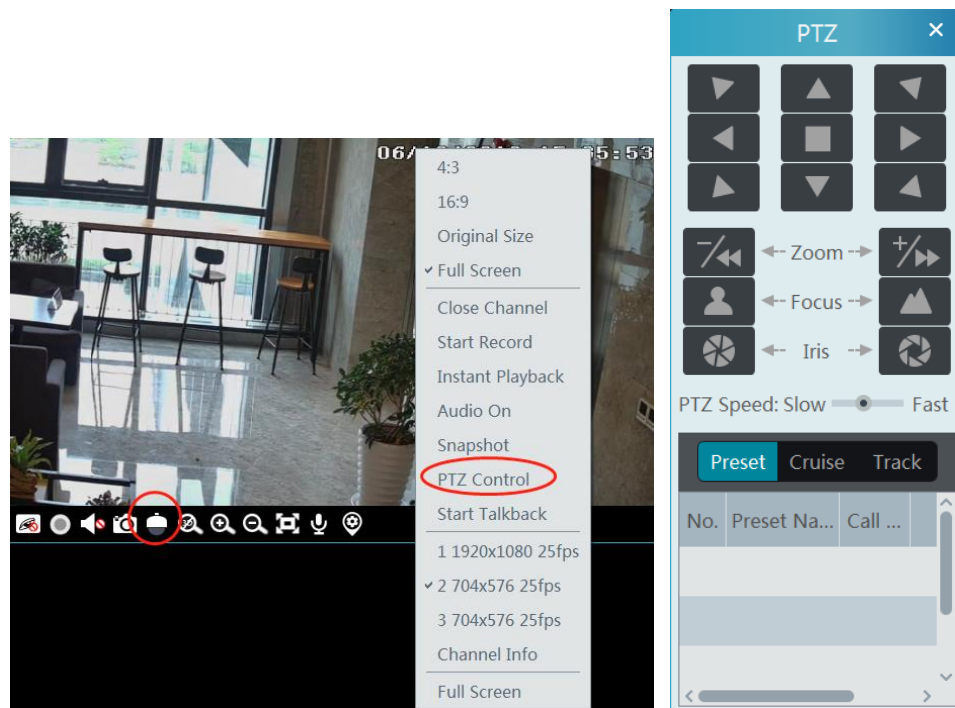 5:53
4:3
16:9
Original Size
Full Screen
Close Channel
Start Record
Instant Playback
Audio On
Snapshot
PTZ Control
Start Talkback
1 1920x1080 25fps
2 704x576 25fps
3 704x576 25fps
Channel Info
Full Screen
PTZ
Zoom
Focus
Iris
PTZ Speed: Slow Fast
Preset Cruise Track
No. Preset Na... Call ...